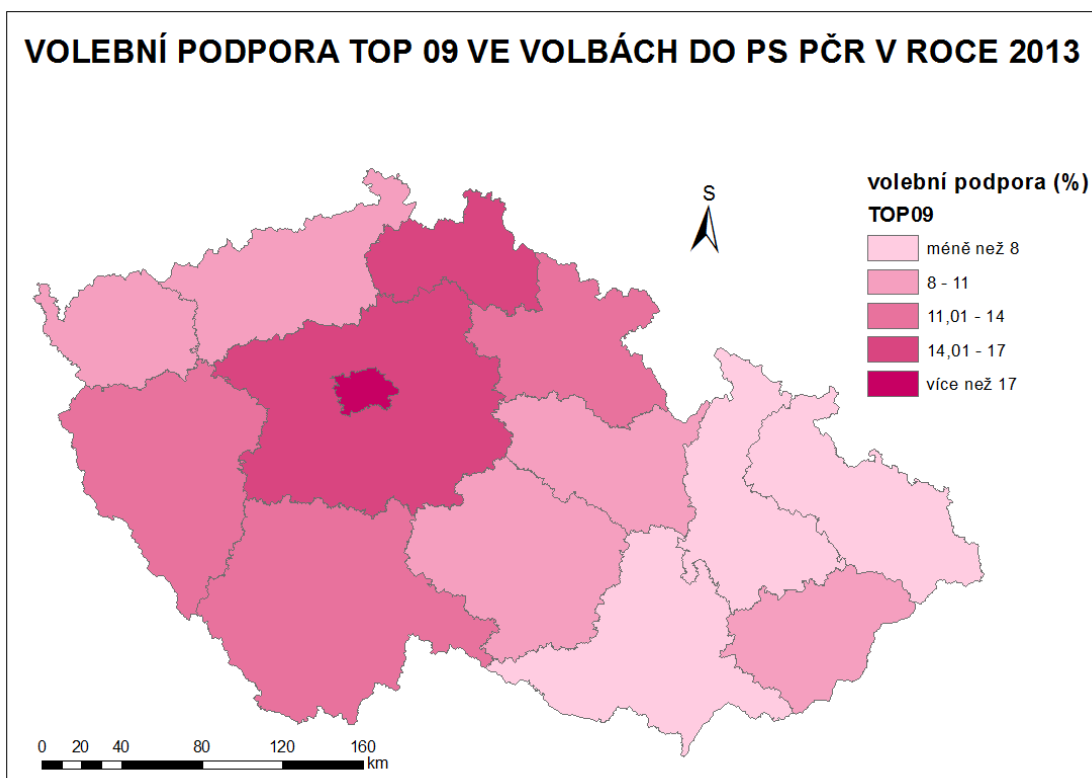 VOLEBNÍ PODPORA TOP 09 VE VOLBÁCH DO PS PČR V ROCE 2013
volební podpora (%)
TOP09
méně než 8
8 - 11
11,01 - 14
14,01 - 17
více než 17
S
0 20 40 80 120 160
km